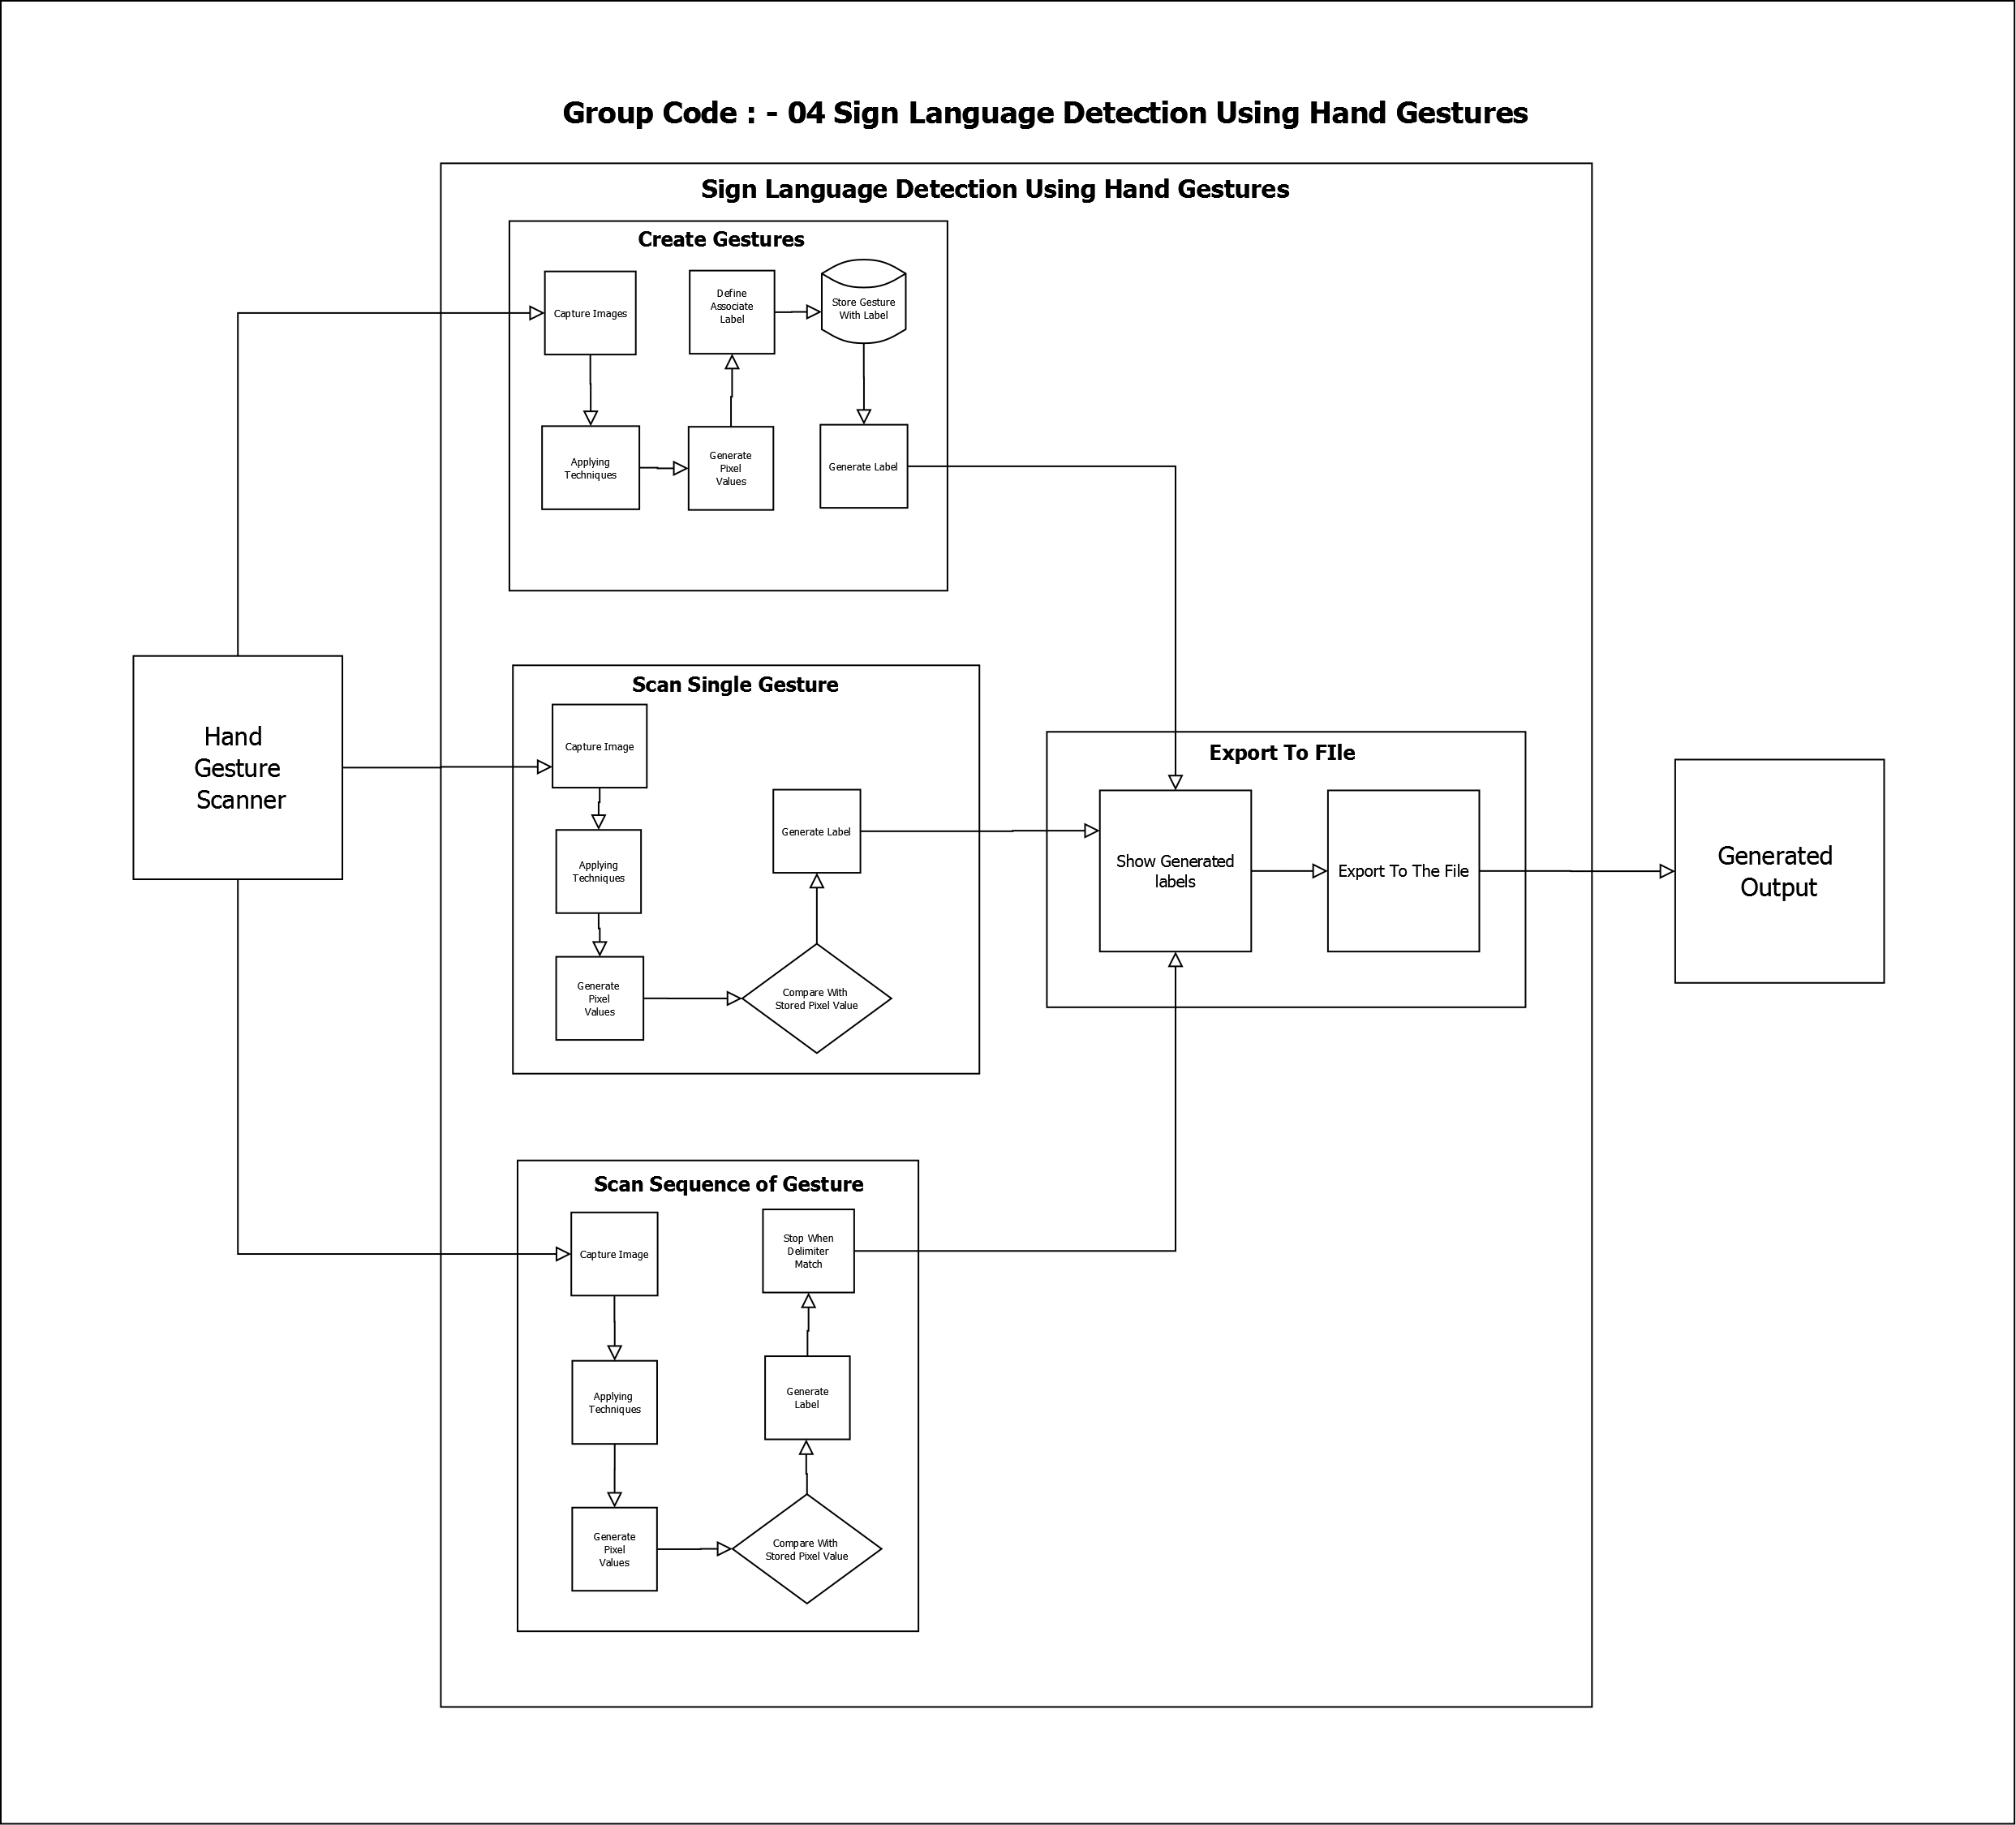 Group Code : - 04 Sign Language Detection Using Hand Gestures
Sign Language Detection Using Hand Gestures
Create Gestures
Capture Images
Applying
Techniques
Generate
Pixel
Values
Define
Associate
Label
Store Gesture
With Label
Generate Label
Hand
Gesture
Scanner
Scan Single Gesture
Capture Image
Applying
Techniques
Generate
Pixel
Values
Compare With
Stored Pixel Value
Generate Label
Scan Sequence of Gesture
Capture Image
Applying
Techniques
Generate
Pixel
Values
Compare With
Stored Pixel Value
Generate
Label
Stop When
Delimiter
Match
Export To FIle
Show Generated
labels
Export To The File
Generated
Output